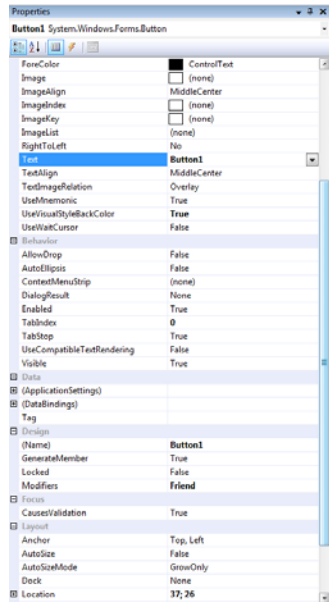 Properties
Button1 System.Windows.Forms.Button
ForeColor ControlText
Image (none)
ImageAlign MiddleCenter
ImageIndex (none)
ImageKey (none)
ImageList (none)
RightToLeft No
Text Button1
TextAlign MiddleCenter
TextImageRelation Overlay
UseMnemonic True
UseVisualStyleBackColor True
UseWaitCursor False
Behavior
AllowDrop False
AutoEllipsis False
ContextMenuStrip (none)
DialogResult None
Enabled True
TabIndex 0
TabStop True
UseCompatibleTextRendering False
Visible True
Data
(ApplicationSettings)
(DataBindings)
Tag
Design
(Name) Button1
GenerateMember True
Locked False
Modifiers Friend
Focus
CausesValidation True
Layout
Anchor Top, Left
AutoSize False
AutoSizeMode GrowOnly
Dock None
Location 37; 26